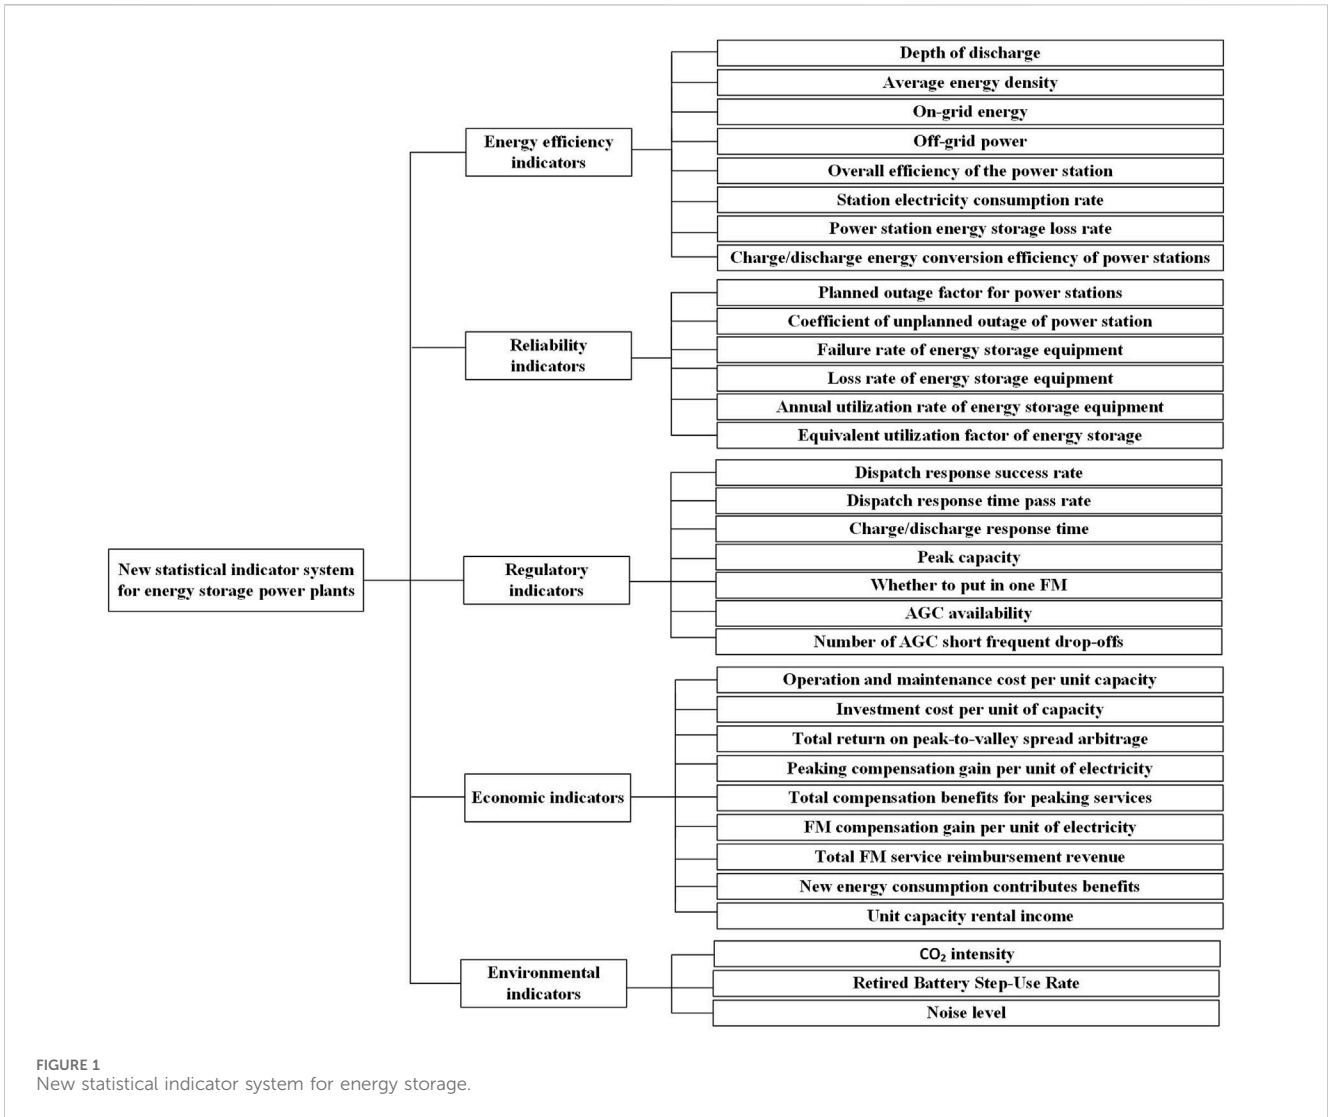 New statistical indicator system
for energy storage power plants
Energy efficiency
indicators
Depth of discharge
Average energy density
On-grid energy
Off-grid power
Overall efficiency of the power station
Station electricity consumption rate
Power station energy storage loss rate
Charge/discharge energy conversion efficiency of power stations
Reliability
indicators
Planned outage factor for power stations
Coefficient of unplanned outage of power station
Failure rate of energy storage equipment
Loss rate of energy storage equipment
Annual utilization rate of energy storage equipment
Equivalent utilization factor of energy storage
Regulatory
indicators
Dispatch response success rate
Dispatch response time pass rate
Charge/discharge response time
Peak capacity
Whether to put in one FM
AGC availability
Number of AGC short frequent drop-offs
Economic indicators
Operation and maintenance cost per unit capacity
Investment cost per unit of capacity
Total return on peak-to-valley spread arbitrage
Peaking compensation gain per unit of electricity
Total compensation benefits for peaking services
FM compensation gain per unit of electricity
Total FM service reimbursement revenue
New energy consumption contributes benefits
Unit capacity rental income
Environmental
indicators
CO₂ intensity
Retired Battery Step-Use Rate
Noise level
FIGURE 1
New statistical indicator system for energy storage.